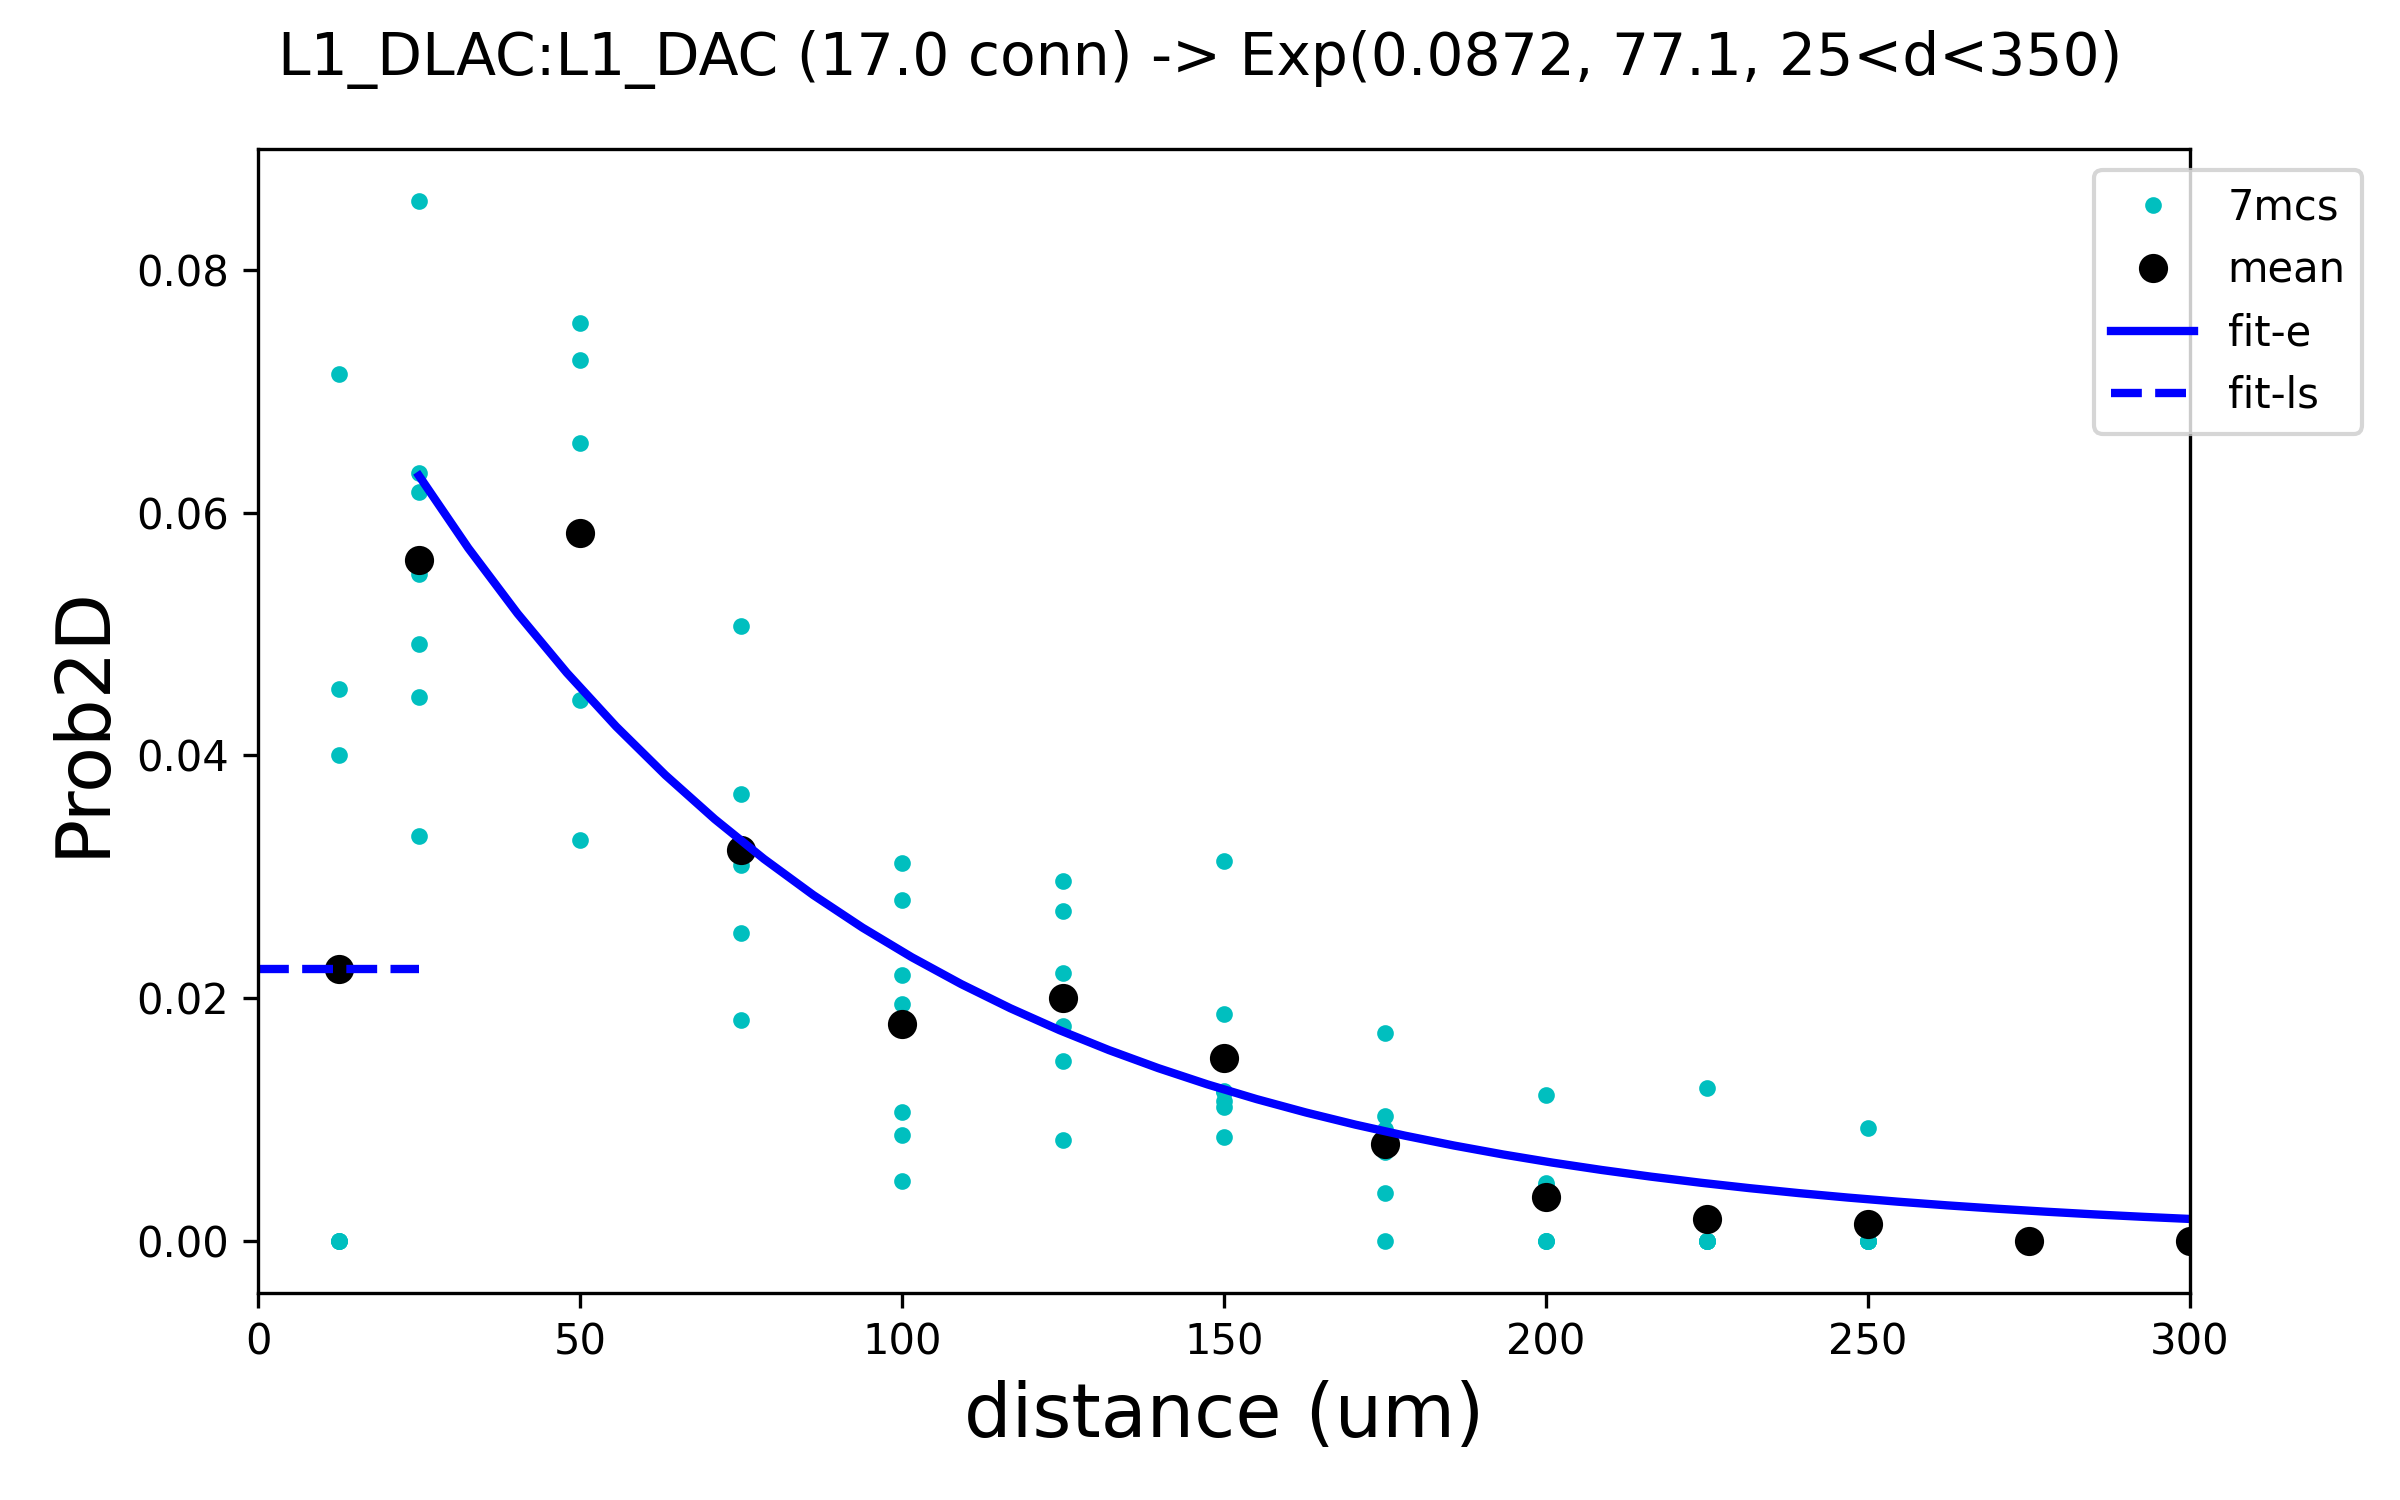 L1_DLAC:L1_DAC (17.0 conn) -> Exp(0.0872, 77.1, 25<d<350)
7mcs
mean
fit-e
fit-ls
Prob2D
0.08
0.06
0.04
0.02
0.00
0 50 100 150 200 250 300
distance (um)